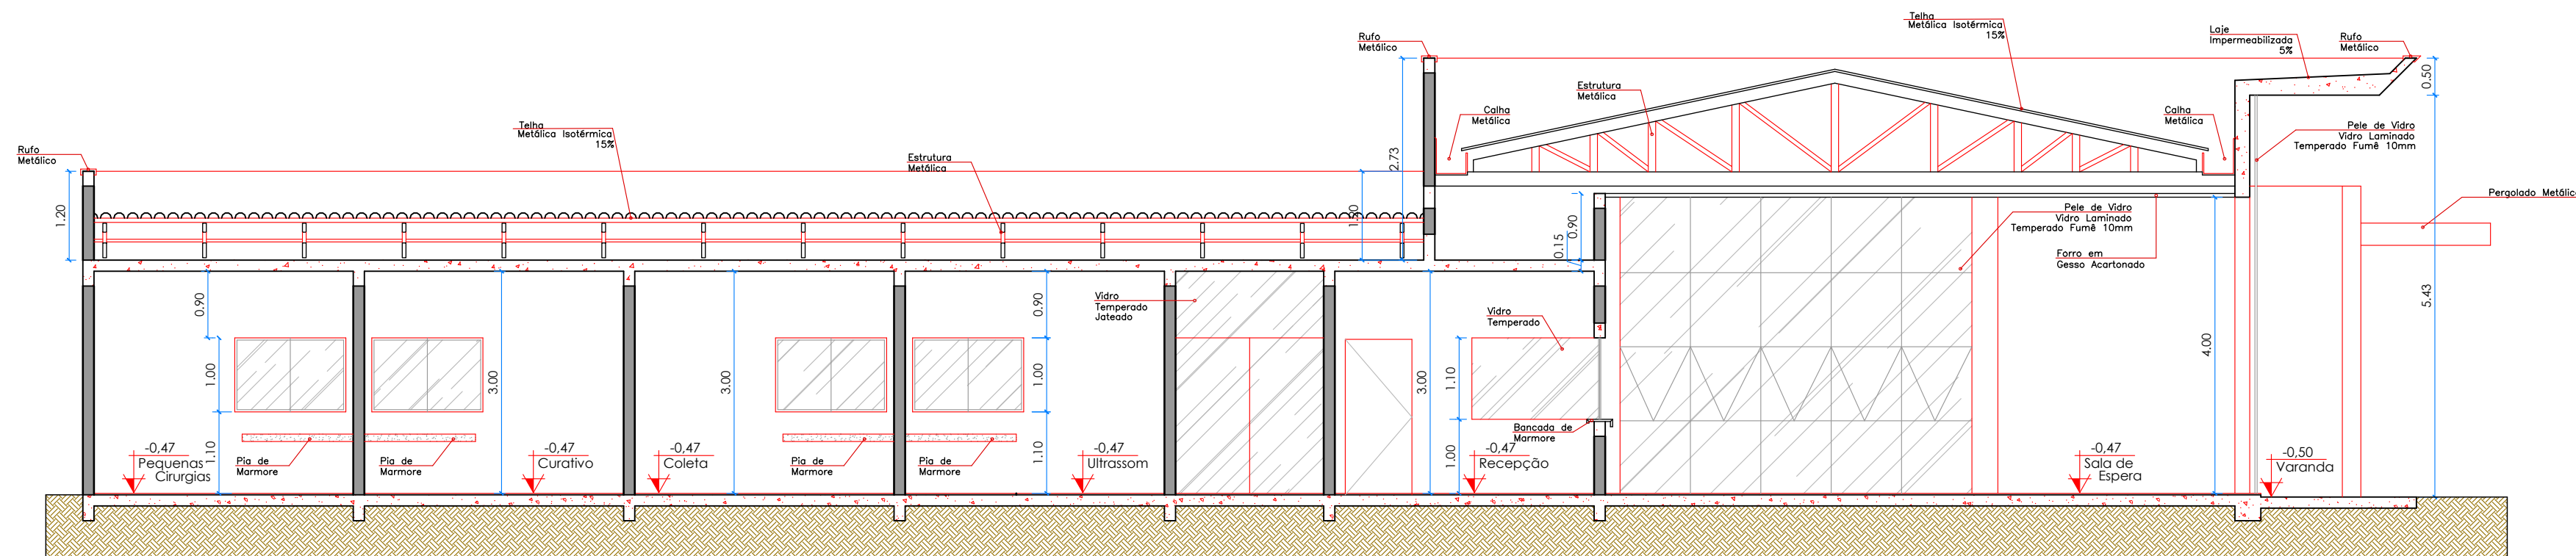 Rufo
Metálico
1.20
Telha
Metálica Isotérmica
15%
Estrutura
Metálica
Rufo
Metálico
2.73
1.20
Calha
Metálica
Estrutura
Metálica
Telha
Metálica Isotérmica
15%
Calha
Metálica
Laje
Impermeabilizada
5%
Rufo
Metálico
0.50
Pele de Vidro
Vidro Laminado
Temperado Fumê 10mm
Pergolado Metálico
0.90
0.15
Pele de Vidro
Vidro Laminado
Temperado Fumê 10mm
Forro em
Gesso Acartonado
5.43
4.00
0.90
1.00
1.10
3.00
3.00
0.90
1.00
1.10
Vidro
Temperado
Jateado
3.00
Vidro
Temperado
1.10
1.00
Bancada de
Marmore
-0,47
Pequenas
Cirurgias
Pia de
Marmore
Pia de
Marmore
-0,47
Curativo
-0,47
Coleta
Pia de
Marmore
Pia de
Marmore
-0,47
Ultrassom
-0,47
Recepção
-0,47
Sala de
Espera
-0,50
Varanda